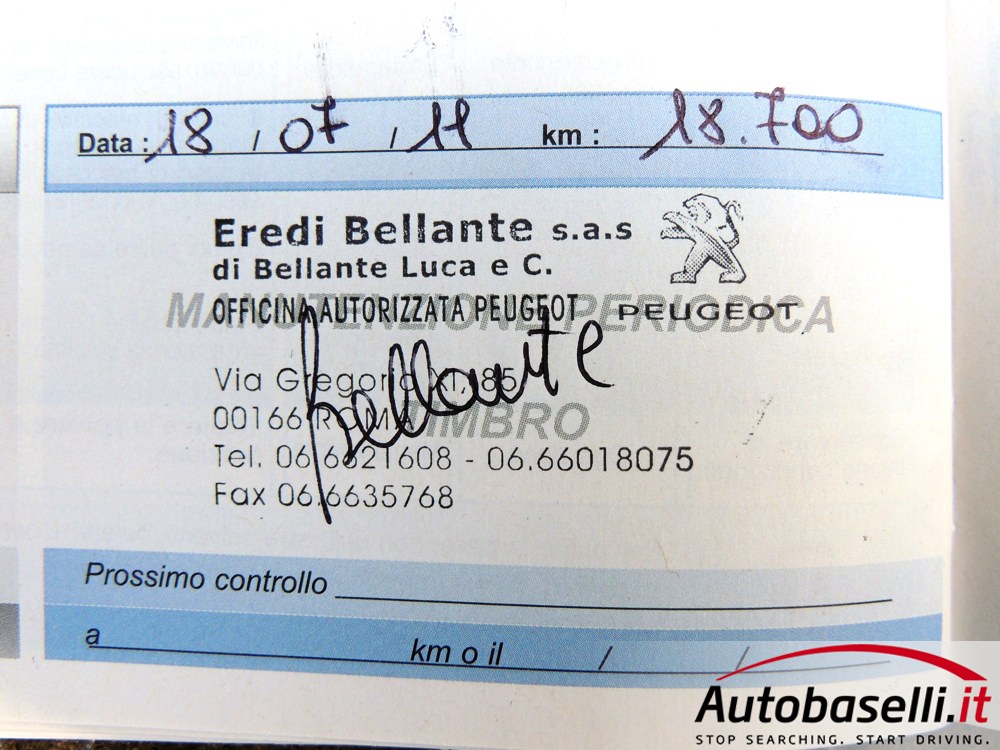 Data : 18 / 07 / 11 km : 18.700
Eredi Bellante s.a.s
di Bellante Luca e C.
OFFICINA AUTORIZZATA PEUGEOT PEUGEOT
MANUTENZIONE PERIODICA
Bellante
Via Gregorio XI, 85
00166 ROMA
TIMBRO
Tel. 06.6621608 - 06.66018075
Fax 06.6635768
Prossimo controllo
a km o il / /
Autobaselli.it
STOP SEARCHING. START DRIVING.